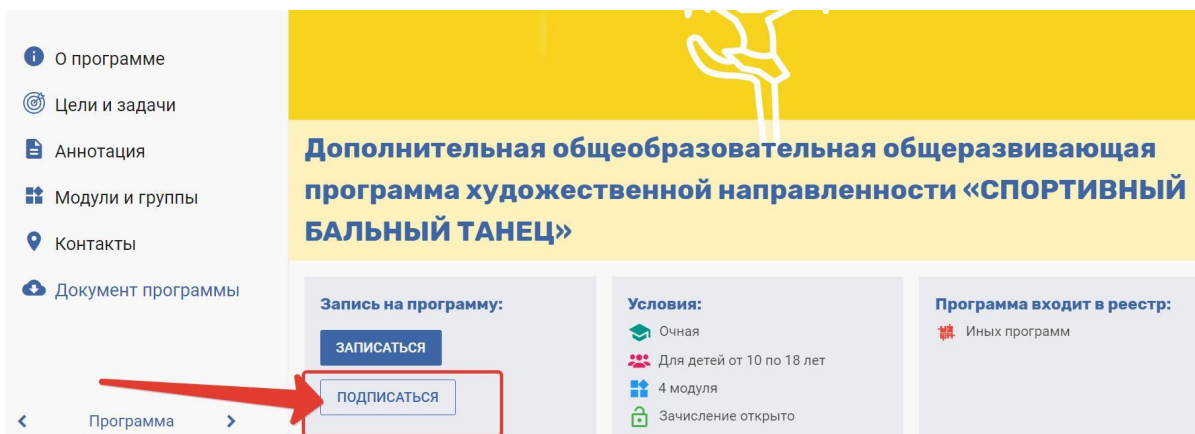 О программе
Цели и задачи
Аннотация
Модули и группы
Контакты
Документ программы
Программа
Дополнительная общеобразовательная общеразвивающая
программа художественной направленности «СПОРТИВНЫЙ
БАЛЬНЫЙ ТАНЕЦ»
Запись на программу:
ЗАПИСАТЬСЯ
ПОДПИСАТЬСЯ
Условия:
Очная
Для детей от 10 по 18 лет
4 модуля
Зачисление открыто
Программа входит в реестр:
Иных программ